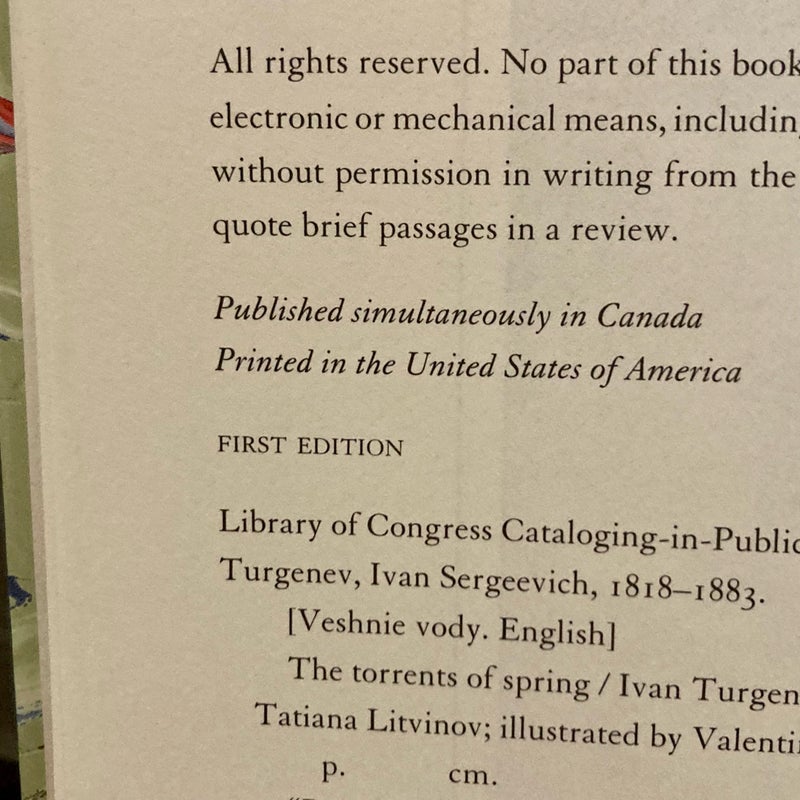 All rights reserved. No part of this book
electronic or mechanical means, including
without permission in writing from the
quote brief passages in a review.
Published simultaneously in Canada
Printed in the United States of America
FIRST EDITION
Library of Congress Cataloging-in-Public
Turgenev, Ivan Sergeevich, 1818–1883.
[Veshnie vody. English]
The torrents of spring / Ivan Turgen
Tatiana Litvinov; illustrated by Valenti
p. cm.